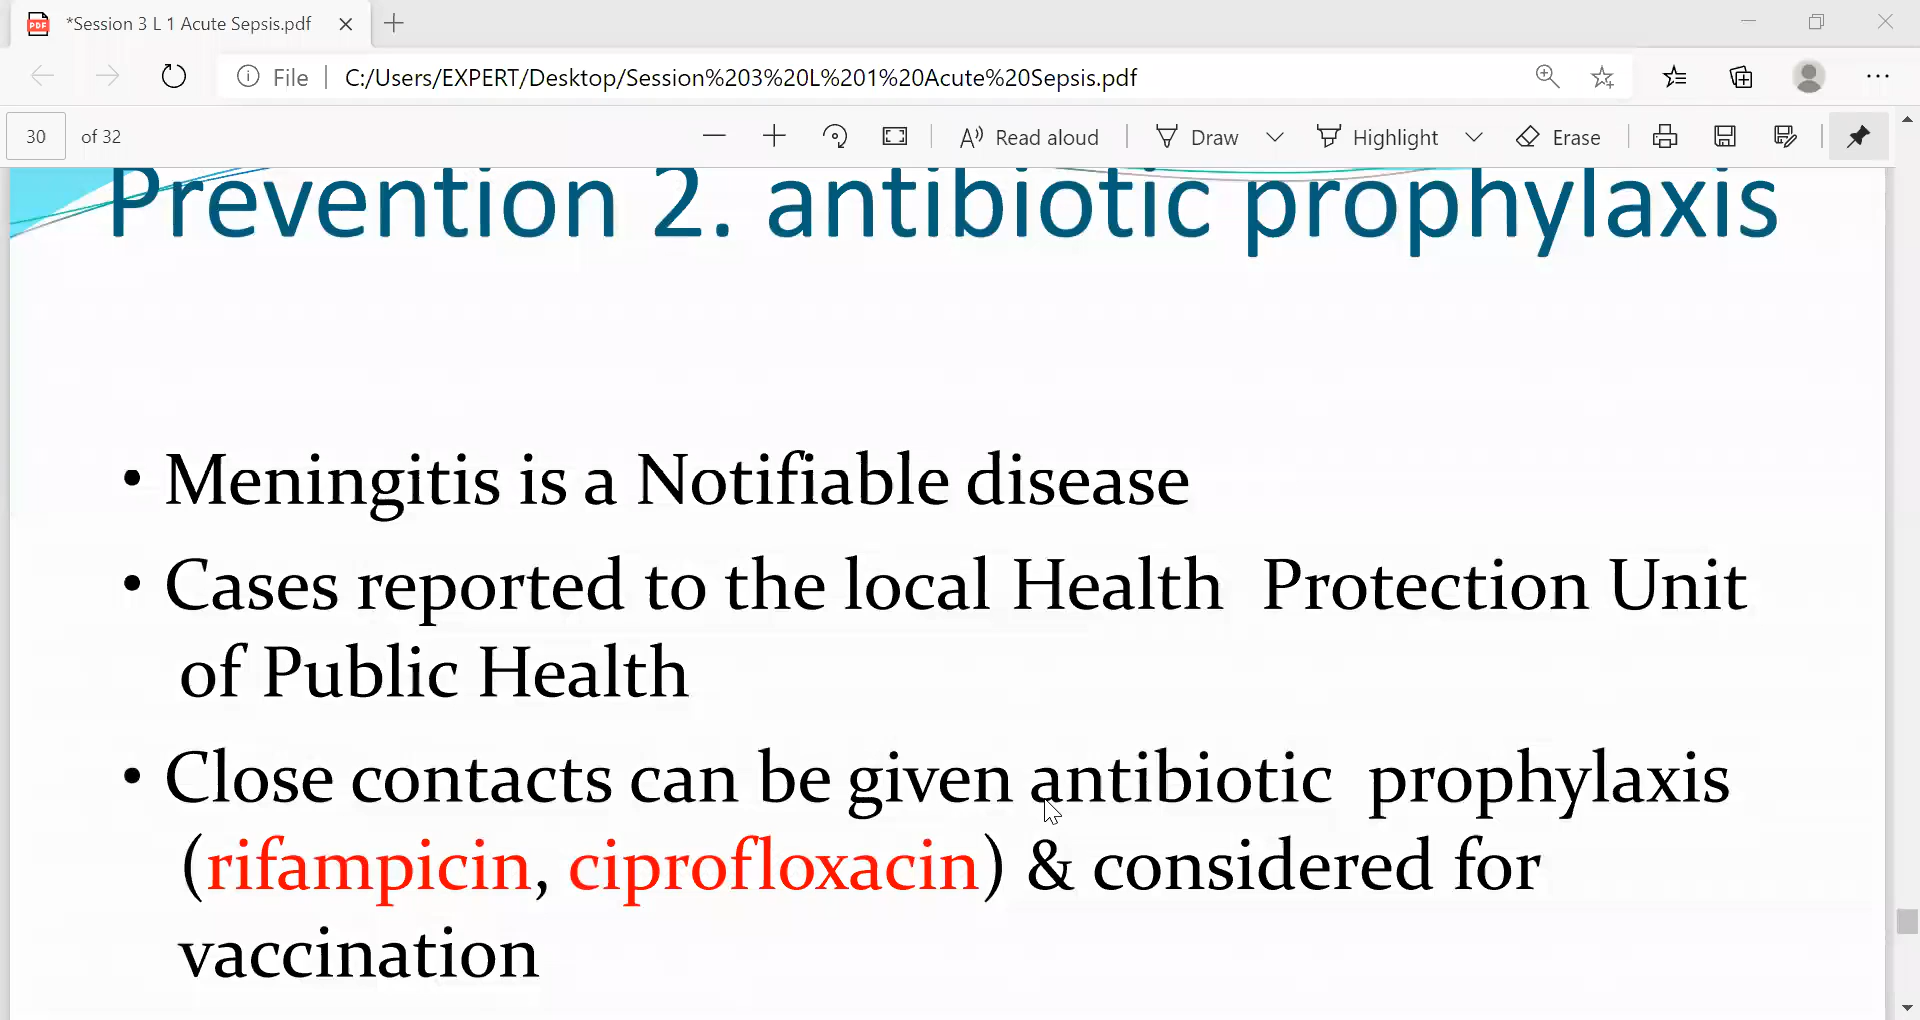 *Session 3 L 1 Acute Sepsis.pdf
File | C:/Users/EXPERT/Desktop/Session%203%20L%201%20Acute%20Sepsis.pdf
30 of 32 Read aloud Draw Highlight Erase
Prevention 2. antibiotic prophylaxis
• Meningitis is a Notifiable disease
• Cases reported to the local Health Protection Unit
of Public Health
• Close contacts can be given antibiotic prophylaxis
(rifampicin, ciprofloxacin) & considered for
vaccination